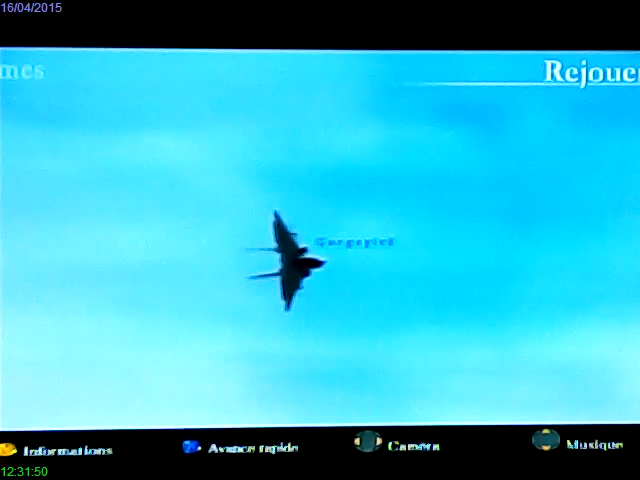 16/04/2015
mes
Rejouer
Informations
Avance rapide
Caméra
Musique
12:31:50